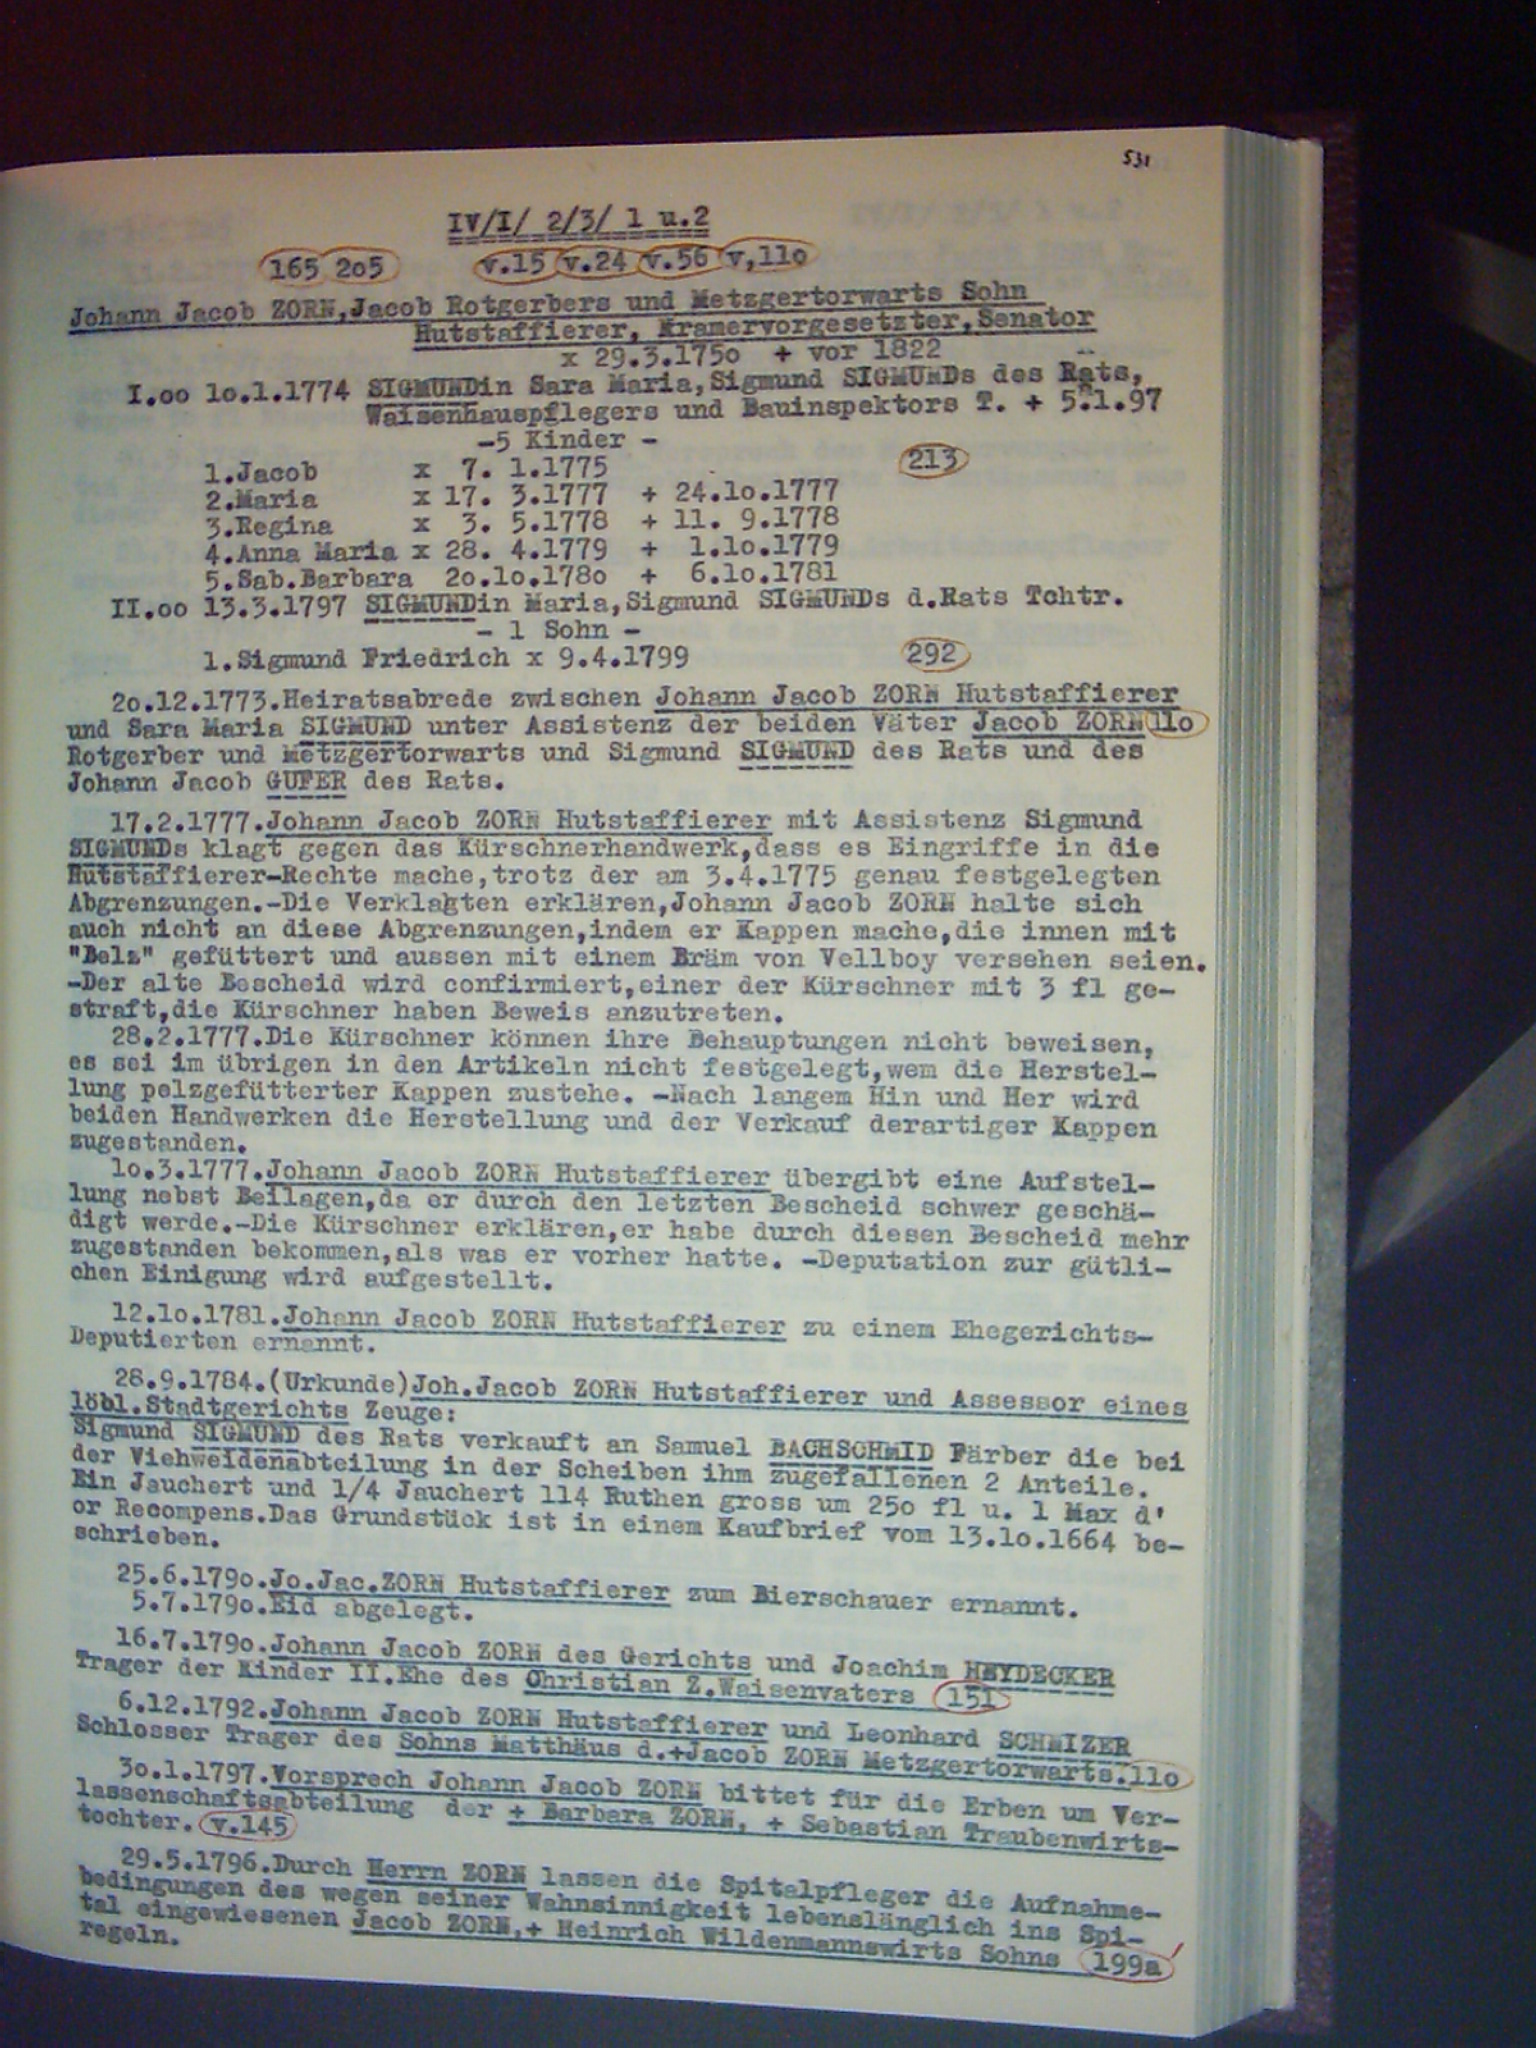 531
IV/I/ 2/3/ 1 u.2
165 2o5 v.15 v.24 v.56 v,11o
Johann Jacob ZORN,Jacob Rotgerbers und Metzgertorwarts Sohn
Hutstaffierer, Kramervorgesetzter,Senator
x 29.3.175o + vor 1822
I.oo 1o.1.1774 SIGMUNDin Sara Maria,Sigmund SIGMUNDs des Rats,
Waisenhauspflegers und Bauinspektors T. + 5.1.97
-5 Kinder -
1.Jacob x 7. 1.1775 213
2.Maria x 17. 3.1777 + 24.1o.1777
3.Regina x 3. 5.1778 + 11. 9.1778
4.Anna Maria x 28. 4.1779 + 1.1o.1779
5.Sab.Barbara 2o.1o.178o + 6.1o.1781
II.oo 13.3.1797 SIGMUNDin Maria,Sigmund SIGMUNDs d.Rats Tchtr.
- 1 Sohn -
1.Sigmund Friedrich x 9.4.1799 292
2o.12.1773.Heiratsabrede zwischen Johann Jacob ZORN Hutstaffierer
und Sara Maria SIGMUND unter Assistenz der beiden Väter Jacob ZORN 11o
Rotgerber und Metzgertorwarts und Sigmund SIGMUND des Rats und des
Johann Jacob GUFER des Rats.
17.2.1777.Johann Jacob ZORN Hutstaffierer mit Assistenz Sigmund
SIGMUNDs klagt gegen das Kürschnerhandwerk,dass es Eingriffe in die
Hutstaffierer-Rechte mache,trotz der am 3.4.1775 genau festgelegten
Abgrenzungen.-Die Verklagten erklären,Johann Jacob ZORN halte sich
auch nicht an diese Abgrenzungen,indem er Kappen mache,die innen mit
"Belz" gefüttert und aussen mit einem Bräm von Vellboy versehen seien.
-Der alte Bescheid wird confirmiert,einer der Kürschner mit 3 fl ge-
straft,die Kürschner haben Beweis anzutreten.
28.2.1777.Die Kürschner können ihre Behauptungen nicht beweisen,
es sei im übrigen in den Artikeln nicht festgelegt,wem die Herstel-
lung pelzgefütterter Kappen zustehe. -Nach langem Hin und Her wird
beiden Handwerken die Herstellung und der Verkauf derartiger Kappen
zugestanden.
1o.3.1777.Johann Jacob ZORN Hutstaffierer übergibt eine Aufstel-
lung nebst Beilagen,da er durch den letzten Bescheid schwer geschä-
digt werde.-Die Kürschner erklären,er habe durch diesen Bescheid mehr
zugestanden bekommen,als was er vorher hatte. -Deputation zur gütli-
chen Einigung wird aufgestellt.
12.1o.1781.Johann Jacob ZORN Hutstaffierer zu einem Ehegerichts-
Deputierten ernannt.
28.9.1784.(Urkunde)Joh.Jacob ZORN Hutstaffierer und Assessor eines
löbl.Stadtgerichts Zeuge:
Sigmund SIGMUND des Rats verkauft an Samuel BACHSCHMID Färber die bei
der Viehweidenabteilung in der Scheiben ihm zugefallenen 2 Anteile.
Ein Jauchert und 1/4 Jauchert 114 Ruthen gross um 25o fl u. 1 Max d'
or Recompens.Das Grundstück ist in einem Kaufbrief vom 13.1o.1664 be-
schrieben.
25.6.179o.Jo.Jac.ZORN Hutstaffierer zum Bierschauer ernannt.
5.7.179o.Eid abgelegt.
16.7.179o.Johann Jacob ZORN des Gerichts und Joachim HEYDECKER
Trager der Kinder II.Ehe des Christian Z.Waisenvaters 151
6.12.1792.Johann Jacob ZORN Hutstaffierer und Leonhard SCHMIZER
Schlosser Trager des Sohns Matthäus d.+Jacob ZORN Metzgertorwarts.11o
3o.1.1797.Vorsprech Johann Jacob ZORN bittet für die Erben um Ver-
lassenschaftsabteilung der + Barbara ZORN, + Sebastian Traubenwirts-
tochter. v.145
29.5.1796.Durch Herrn ZORN lassen die Spitalpfleger die Aufnahme-
bedingungen des wegen seiner Wahnsinnigkeit lebenslänglich ins Spi-
tal eingewiesenen Jacob ZORN,+ Heinrich Wildenmannswirts Sohns 199a
regeln.